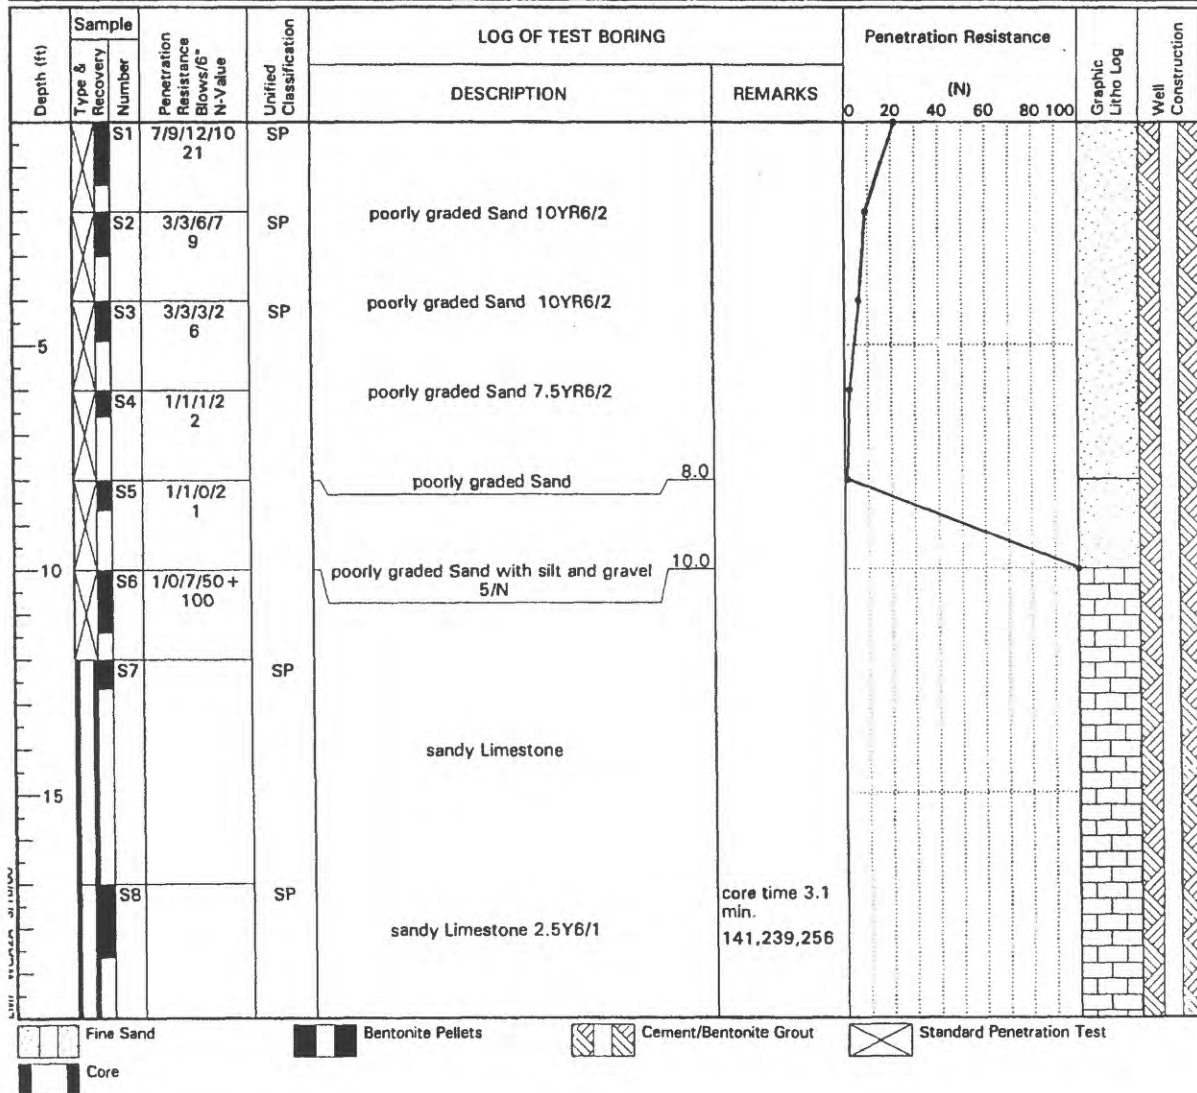 Depth (ft)
Sample
Type &
Recovery
Number
Penetration
Resistance
Blows/6"
N-Value
Unified
Classification
LOG OF TEST BORING
DESCRIPTION
REMARKS
Penetration Resistance
(N)
0 20 40 60 80 100
Graphic
Litho Log
Well
Construction
S1 7/9/12/10 SP
21
poorly graded Sand 10YR6/2
S2 3/3/6/7 SP
9
poorly graded Sand 10YR6/2
S3 3/3/3/2 SP
6
5
poorly graded Sand 7.5YR6/2
S4 1/1/1/2
2
poorly graded Sand 8.0
S5 1/1/0/2
1
10
poorly graded Sand with silt and gravel 10.0
5/N
S6 1/0/7/50 +
100
S7 SP
sandy Limestone
15
S8 SP
core time 3.1
min.
sandy Limestone 2.5Y6/1
141,239,256
Fine Sand
Bentonite Pellets
Cement/Bentonite Grout
Standard Penetration Test
Core